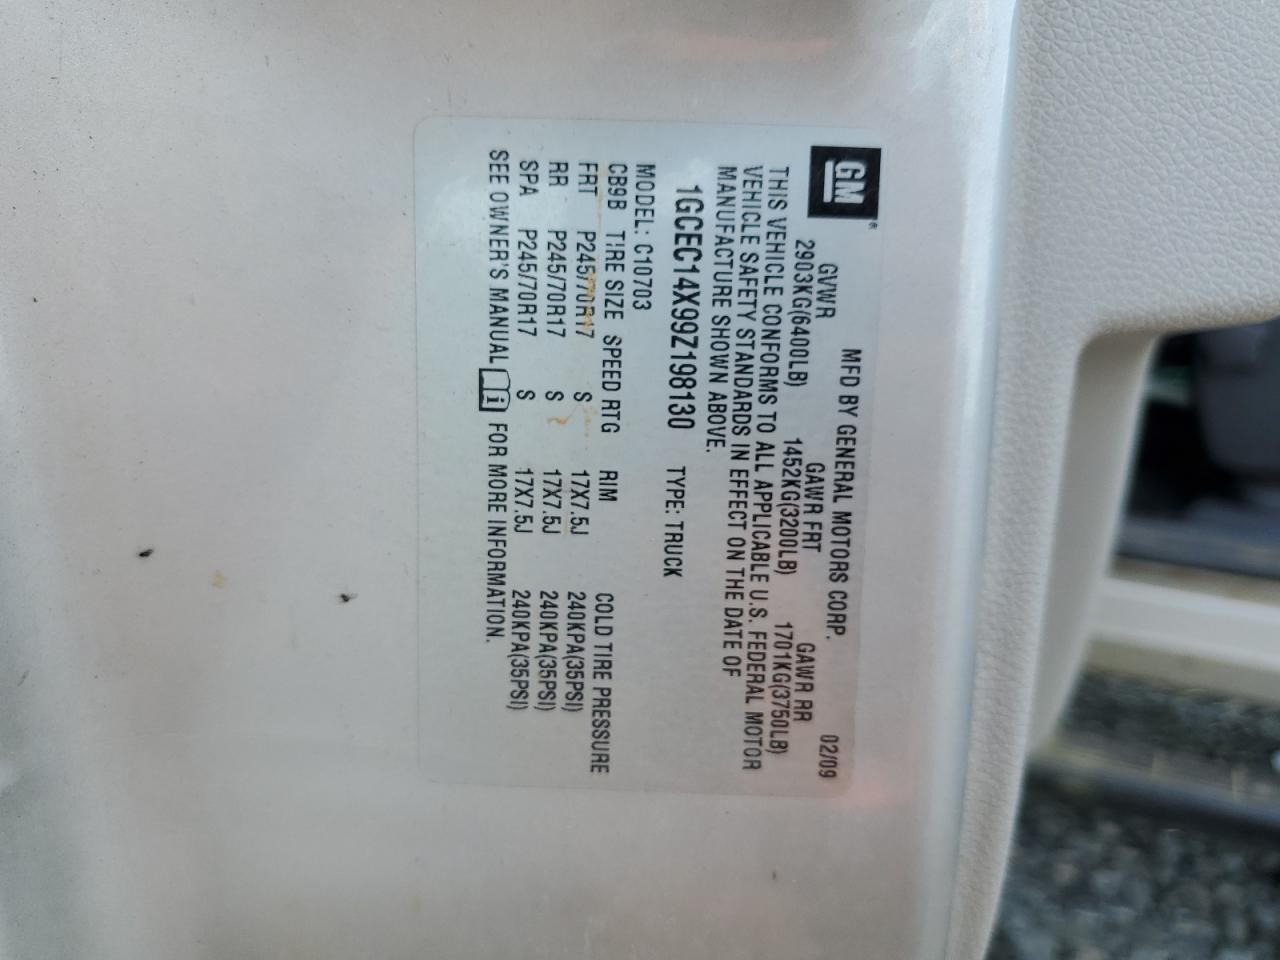 GM®
MFD BY GENERAL MOTORS CORP. 02/09
GVWR GAWR FRT GAWR RR
2903KG(6400LB) 1452KG(3200LB) 1701KG(3750LB)
THIS VEHICLE CONFORMS TO ALL APPLICABLE U.S. FEDERAL MOTOR
VEHICLE SAFETY STANDARDS IN EFFECT ON THE DATE OF
MANUFACTURE SHOWN ABOVE.
1GCEC14X99Z198130 TYPE: TRUCK
MODEL: C10703
CB9B TIRE SIZE SPEED RTG RIM COLD TIRE PRESSURE
FRT P245/70R17 S 17X7.5J 240KPA(35PSI)
RR P245/70R17 S 17X7.5J 240KPA(35PSI)
SPA P245/70R17 S 17X7.5J 240KPA(35PSI)
SEE OWNER'S MANUAL i FOR MORE INFORMATION.